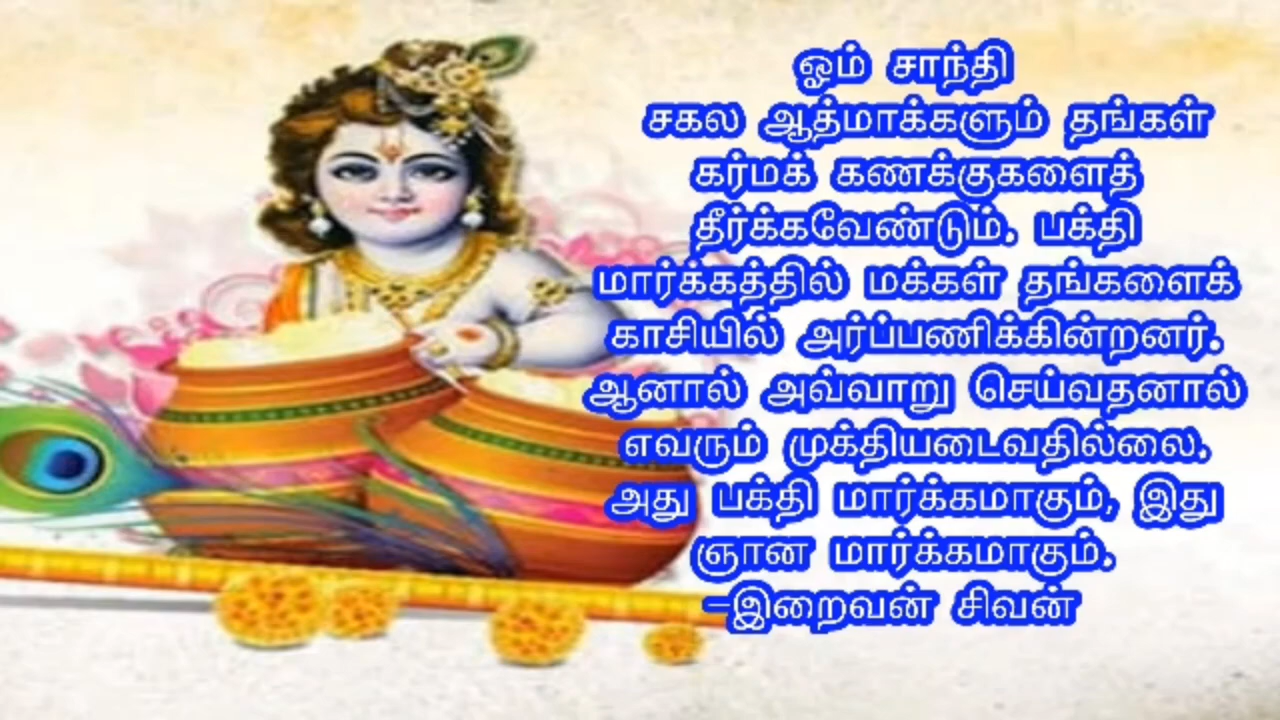 ஓம் சாந்தி
சகல ஆத்மாக்களும் தங்கள்
கர்மக் கணக்குகளைத்
தீர்க்கவேண்டும். பக்தி
மார்க்கத்தில் மக்கள் தங்களைக்
காசியில் அர்ப்பணிக்கின்றனர்.
ஆனால் அவ்வாறு செய்வதனால்
எவரும் முக்தியடைவதில்லை.
அது பக்தி மார்க்கமாகும், இது
ஞான மார்க்கமாகும்.
-இறைவன் சிவன்